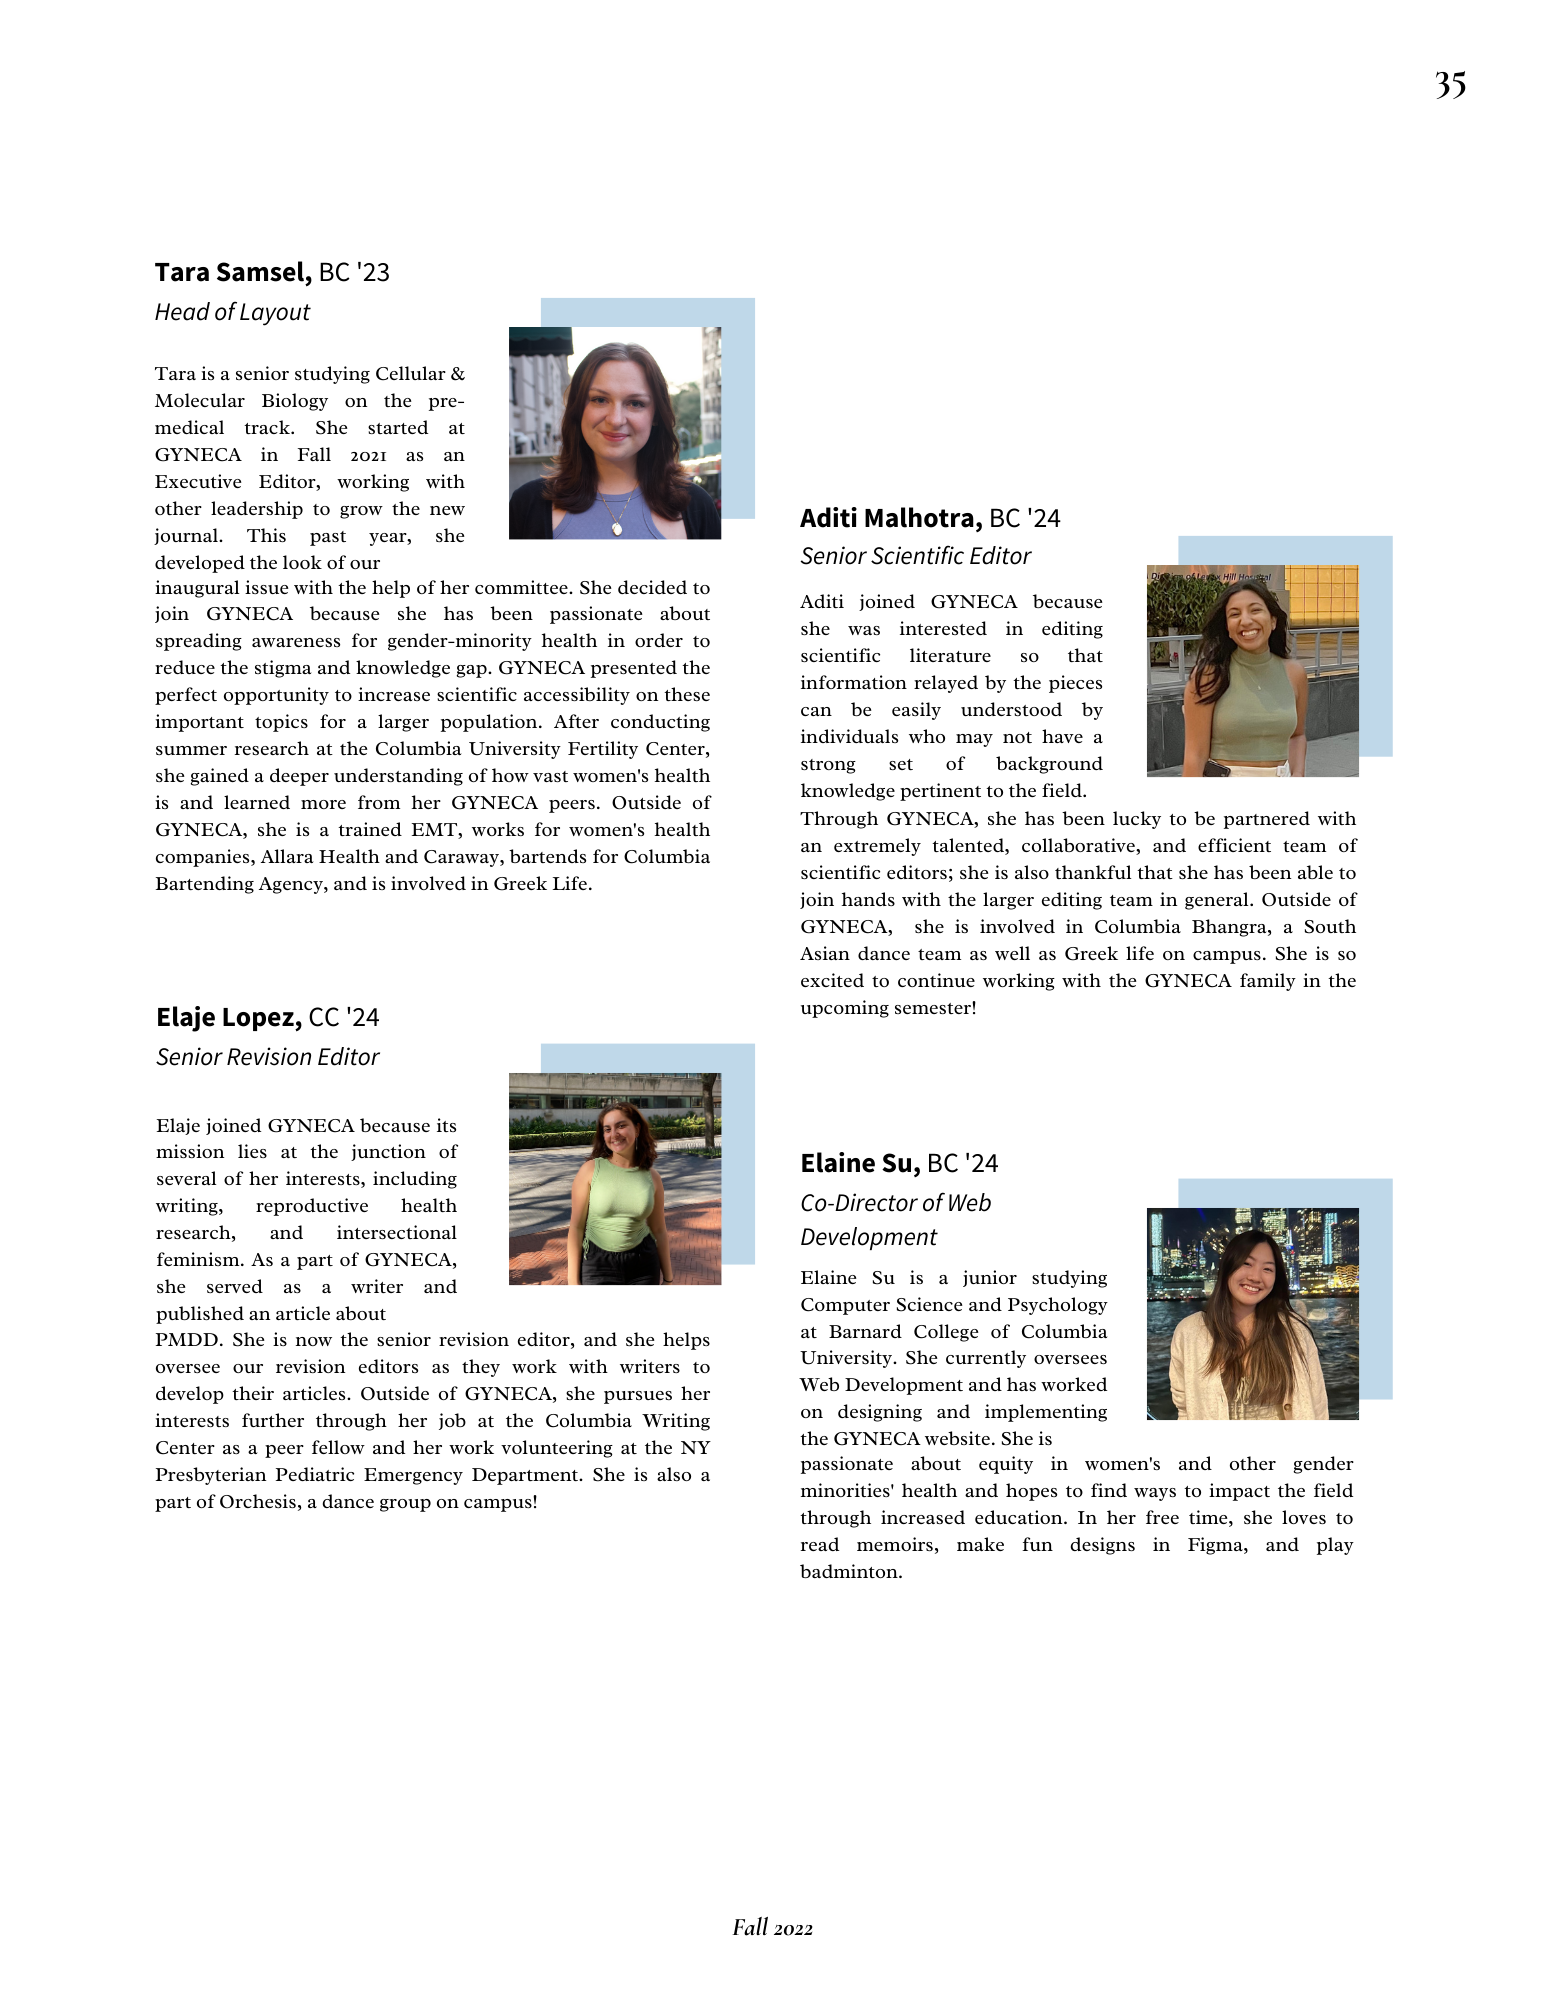 35
Tara Samsel, BC '23
Head of Layout
Tara is a senior studying Cellular &
Molecular Biology on the pre-
medical track. She started at
GYNECA in Fall 2021 as an
Executive Editor, working with
other leadership to grow the new
journal. This past year, she
developed the look of our
inaugural issue with the help of her committee. She decided to
join GYNECA because she has been passionate about
spreading awareness for gender-minority health in order to
reduce the stigma and knowledge gap. GYNECA presented the
perfect opportunity to increase scientific accessibility on these
important topics for a larger population. After conducting
summer research at the Columbia University Fertility Center,
she gained a deeper understanding of how vast women's health
is and learned more from her GYNECA peers. Outside of
GYNECA, she is a trained EMT, works for women's health
companies, Allara Health and Caraway, bartends for Columbia
Bartending Agency, and is involved in Greek Life.
Elaje Lopez, CC '24
Senior Revision Editor
Elaje joined GYNECA because its
mission lies at the junction of
several of her interests, including
writing, reproductive health
research, and intersectional
feminism. As a part of GYNECA,
she served as a writer and
published an article about
PMDD. She is now the senior revision editor, and she helps
oversee our revision editors as they work with writers to
develop their articles. Outside of GYNECA, she pursues her
interests further through her job at the Columbia Writing
Center as a peer fellow and her work volunteering at the NY
Presbyterian Pediatric Emergency Department. She is also a
part of Orchesis, a dance group on campus!
Aditi Malhotra, BC '24
Senior Scientific Editor
of Lenox Hill Hospital
Aditi joined GYNECA because
she was interested in editing
scientific literature so that
information relayed by the pieces
can be easily understood by
individuals who may not have a
strong set of background
knowledge pertinent to the field.
Through GYNECA, she has been lucky to be partnered with
an extremely talented, collaborative, and efficient team of
scientific editors; she is also thankful that she has been able to
join hands with the larger editing team in general. Outside of
GYNECA, she is involved in Columbia Bhangra, a South
Asian dance team as well as Greek life on campus. She is so
excited to continue working with the GYNECA family in the
upcoming semester!
Elaine Su, BC '24
Co-Director of Web
Development
Elaine Su is a junior studying
Computer Science and Psychology
at Barnard College of Columbia
University. She currently oversees
Web Development and has worked
on designing and implementing
the GYNECA website. She is
passionate about equity in women's and other gender
minorities' health and hopes to find ways to impact the field
through increased education. In her free time, she loves to
read memoirs, make fun designs in Figma, and play
badminton.
Fall 2022